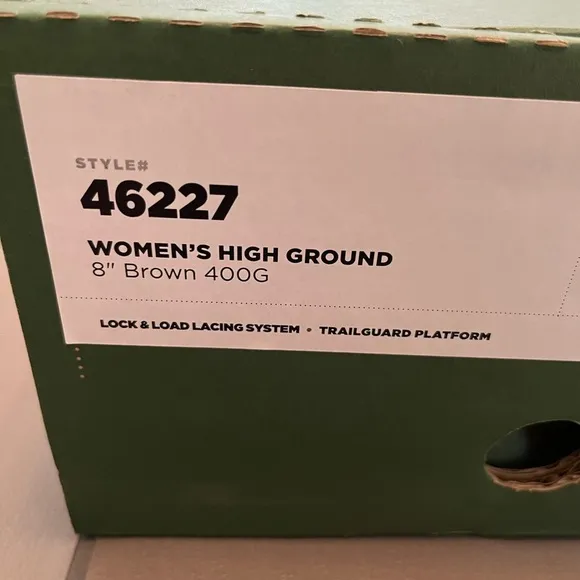 STYLE#
46227
WOMEN'S HIGH GROUND
8" Brown 400G
LOCK & LOAD LACING SYSTEM • TRAILGUARD PLATFORM